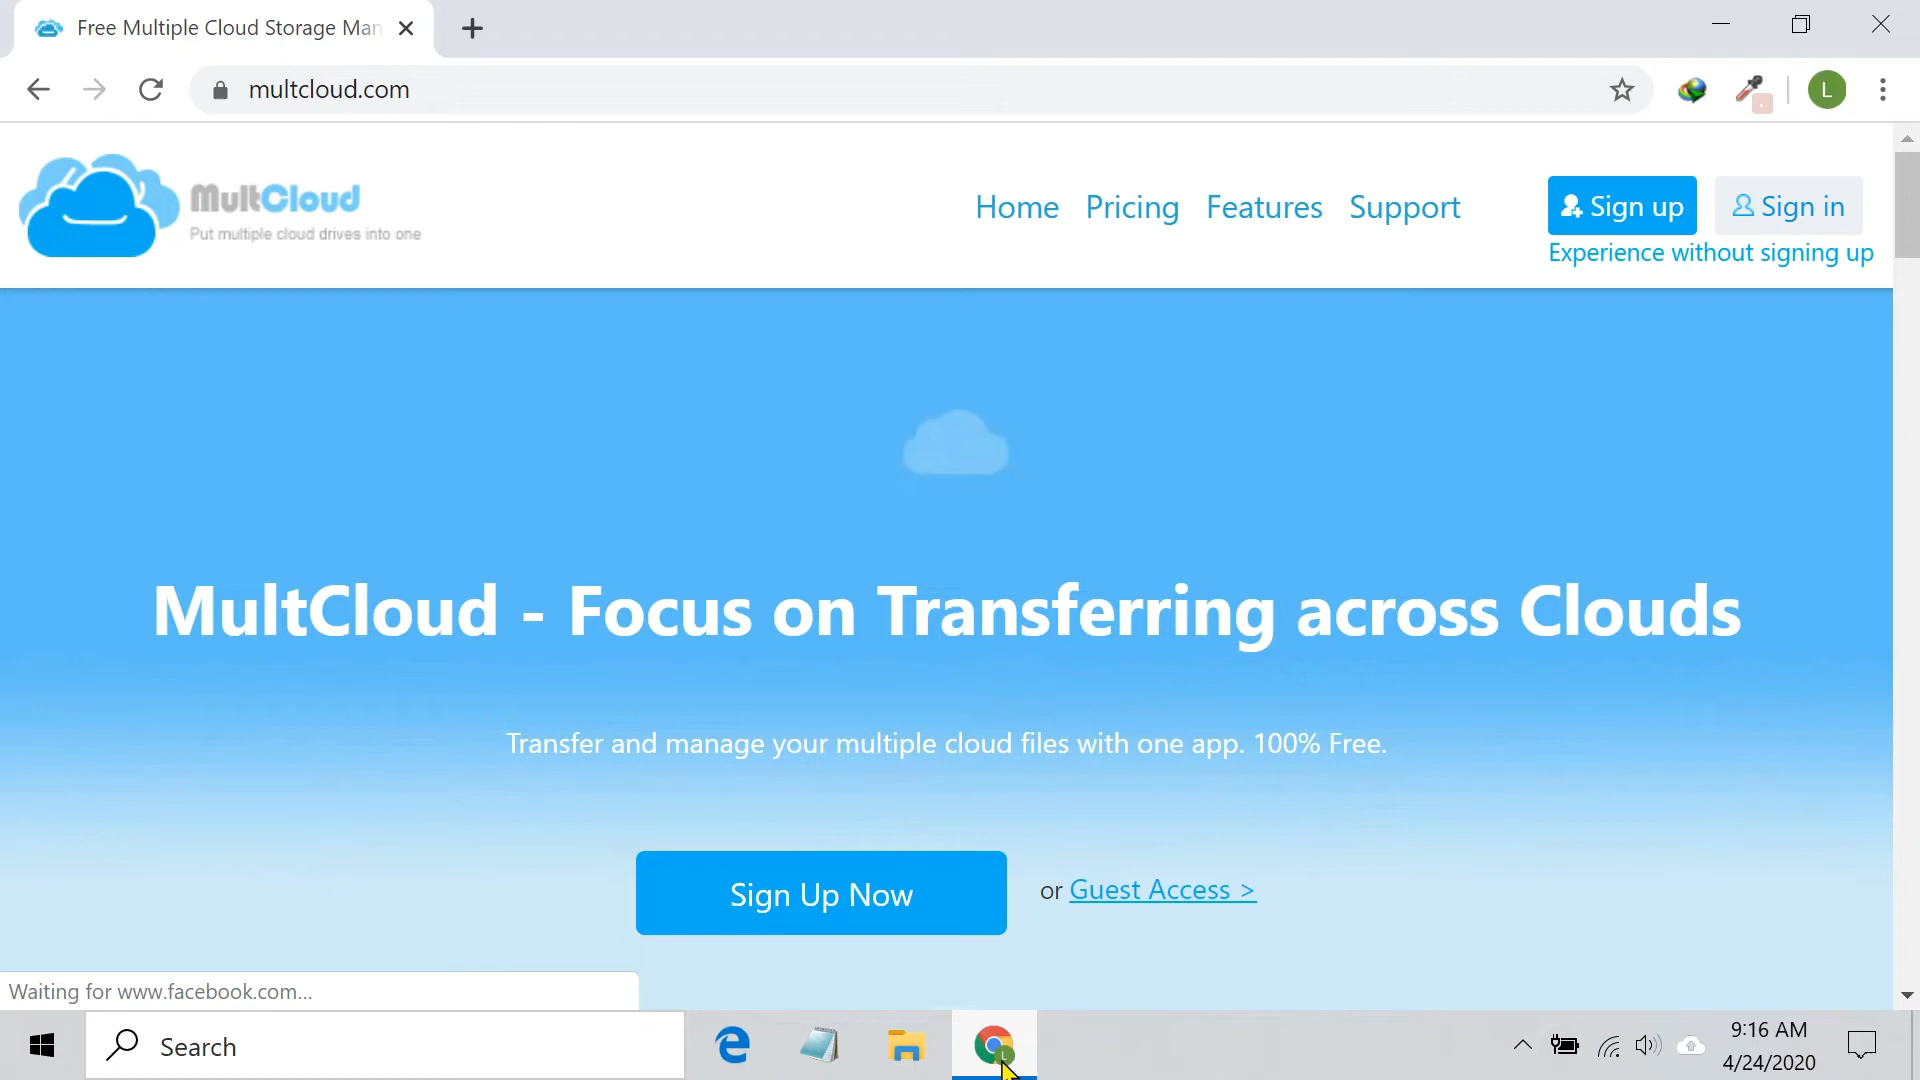 Free Multiple Cloud Storage Man
multcloud.com
L
MultCloud
Put multiple cloud drives into one
Home Pricing Features Support
Sign up Sign in
Experience without signing up
MultCloud - Focus on Transferring across Clouds
Transfer and manage your multiple cloud files with one app. 100% Free.
Sign Up Now or Guest Access >
Waiting for www.facebook.com...
Search
L
9:16 AM
4/24/2020